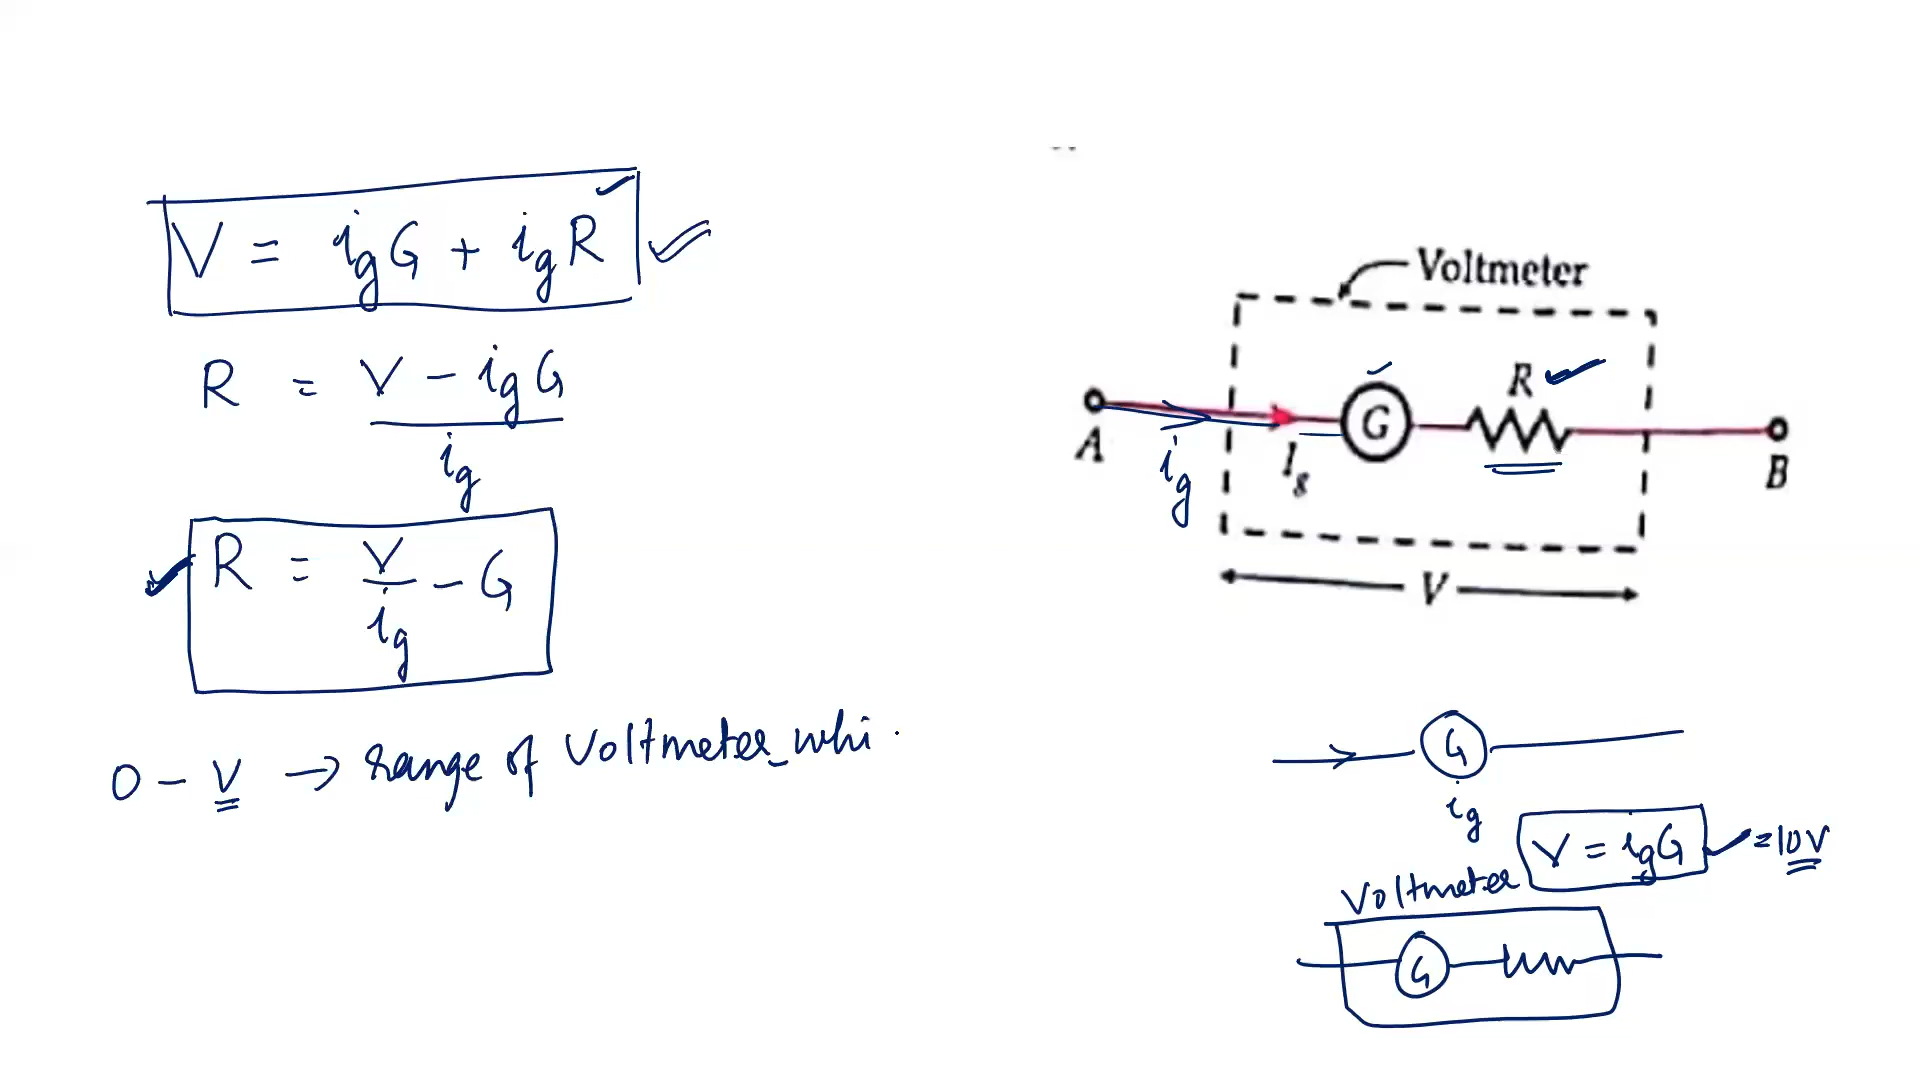 V = igG + igR
R = V - igG / ig
R = V / ig - G
0 - V → range of Voltmeter whi
Voltmeter
G
R
A
ig
Ig
B
V
G
ig
V = igG = 10V
Voltmeter
G